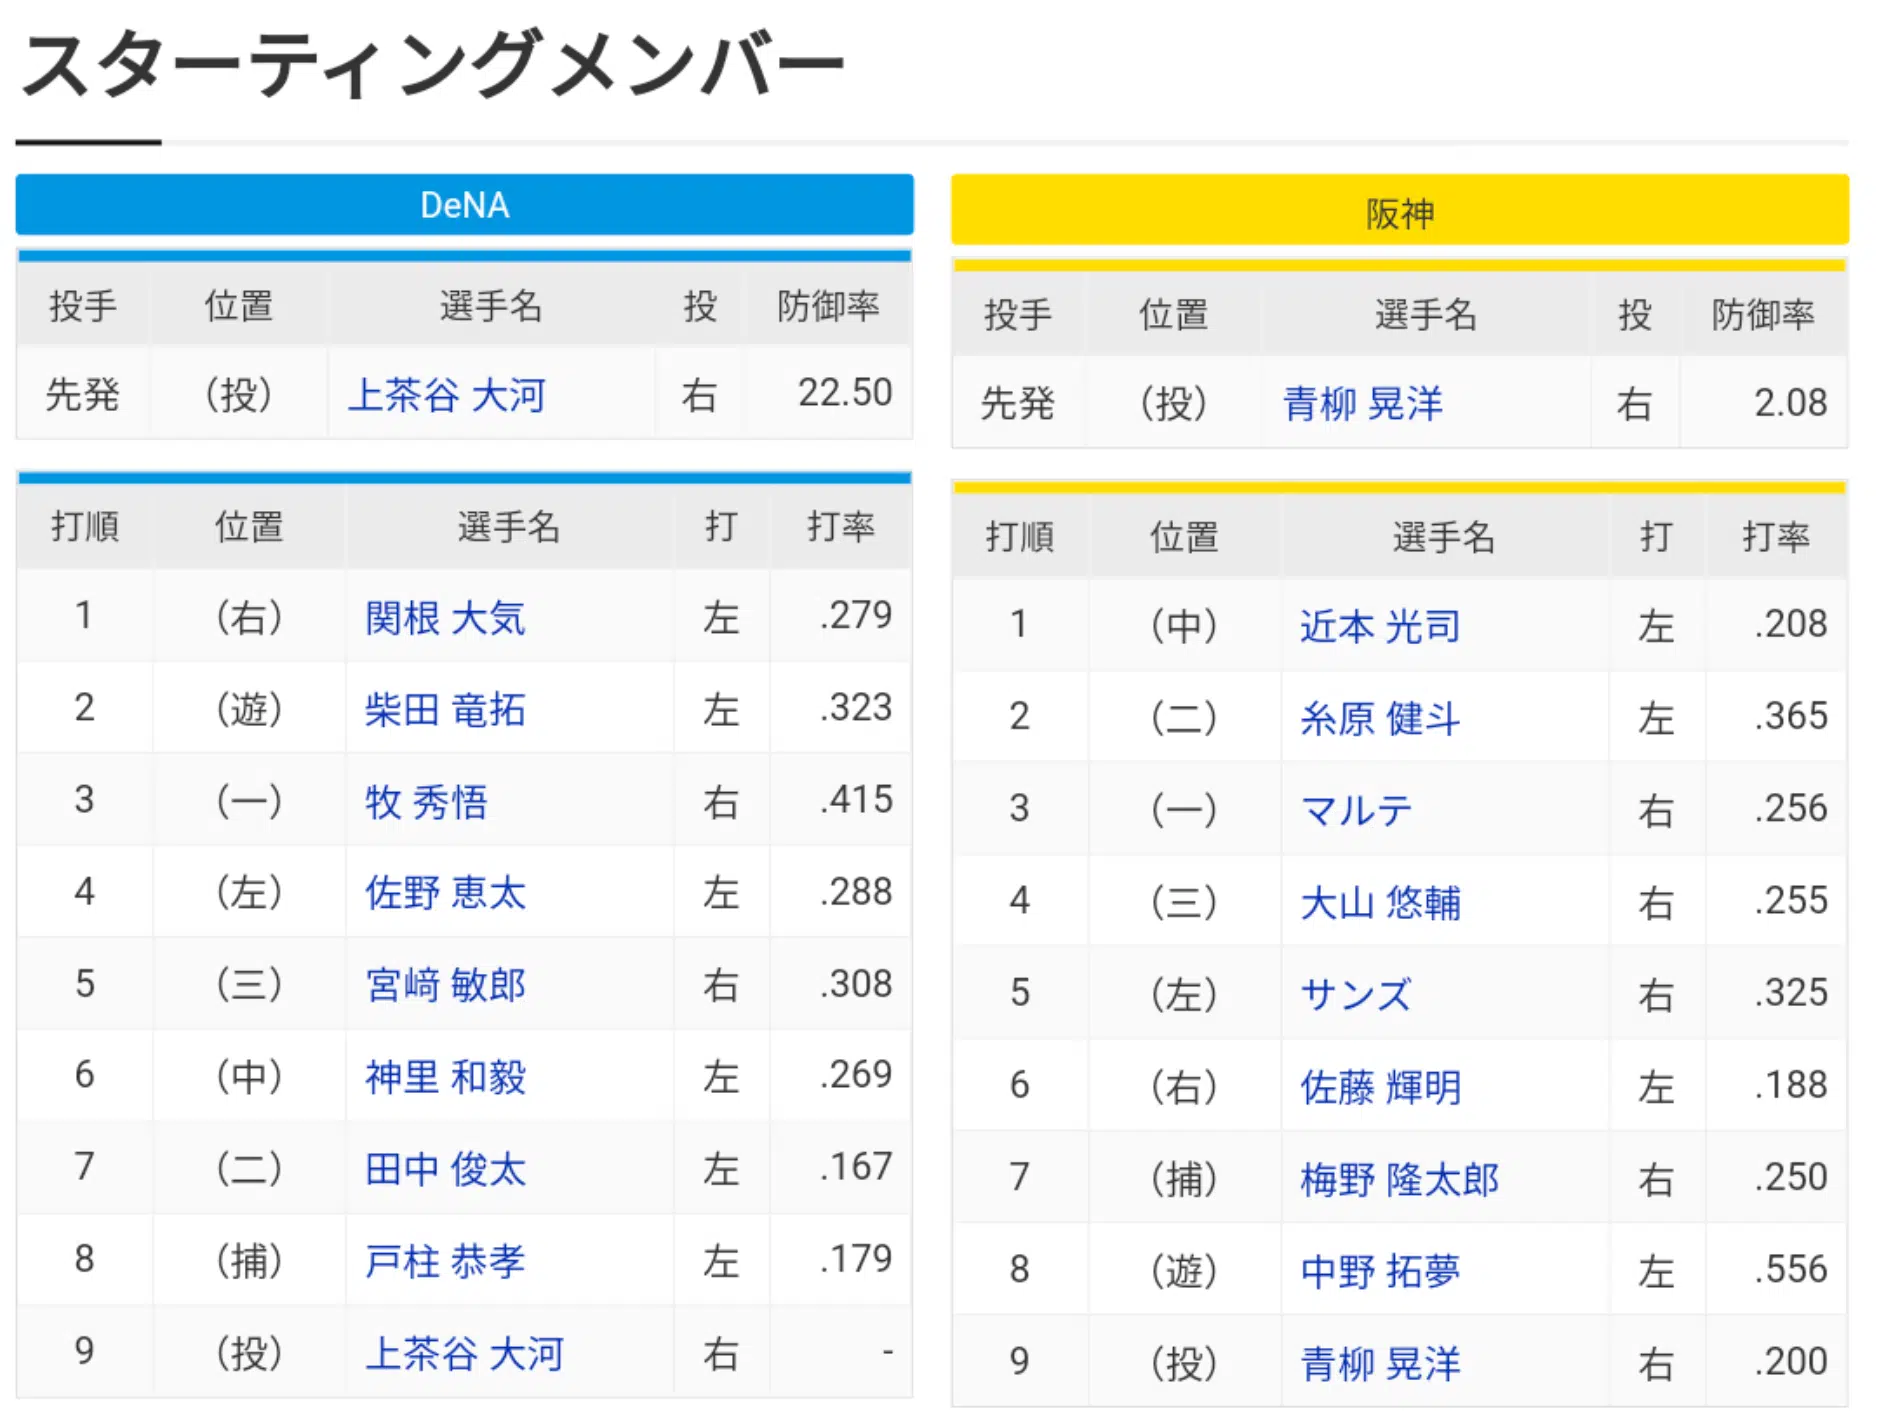 スターティングメンバー
DeNA
投手 位置 選手名 投 防御率
先発 (投) 上茶谷 大河 右 22.50
打順 位置 選手名 打 打率
1 (右) 関根 大気 左 .279
2 (遊) 柴田 竜拓 左 .323
3 (一) 牧 秀悟 右 .415
4 (左) 佐野 恵太 左 .288
5 (三) 宮﨑 敏郎 右 .308
6 (中) 神里 和毅 左 .269
7 (二) 田中 俊太 左 .167
8 (捕) 戸柱 恭孝 左 .179
9 (投) 上茶谷 大河 右 -
阪神
投手 位置 選手名 投 防御率
先発 (投) 青柳 晃洋 右 2.08
打順 位置 選手名 打 打率
1 (中) 近本 光司 左 .208
2 (二) 糸原 健斗 左 .365
3 (一) マルテ 右 .256
4 (三) 大山 悠輔 右 .255
5 (左) サンズ 右 .325
6 (右) 佐藤 輝明 左 .188
7 (捕) 梅野 隆太郎 右 .250
8 (遊) 中野 拓夢 左 .556
9 (投) 青柳 晃洋 右 .200